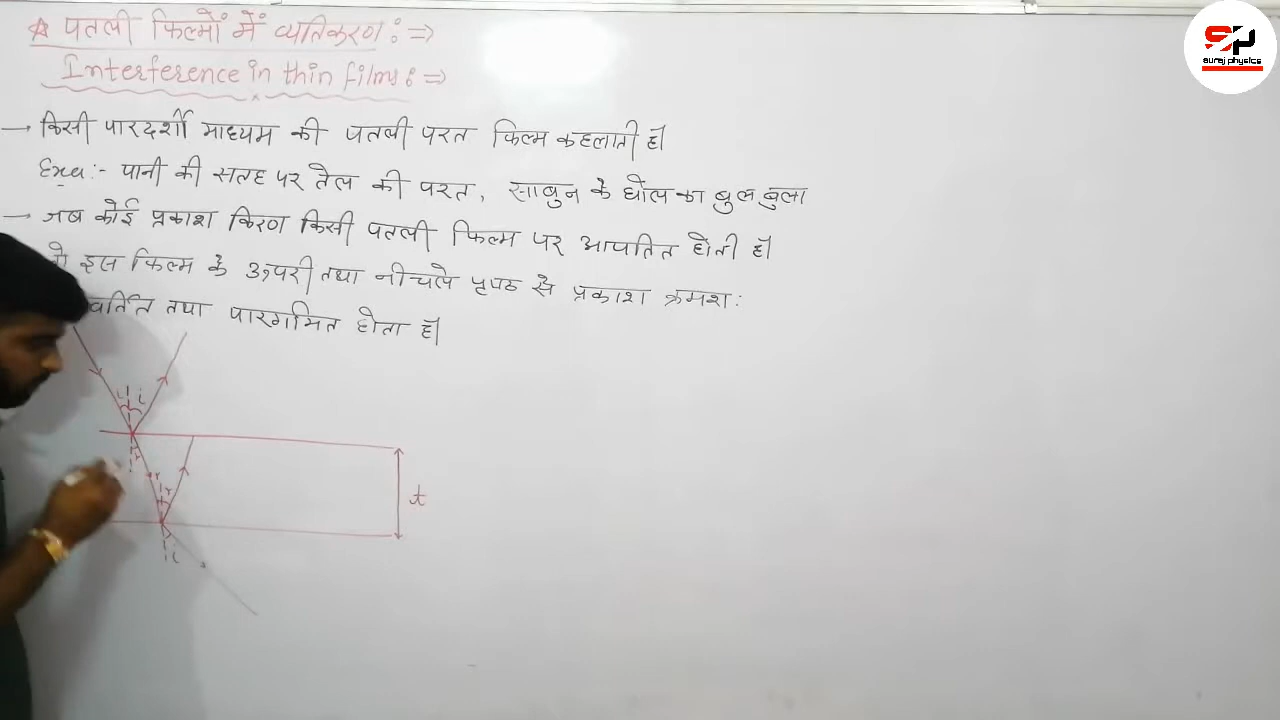 ☆ पतली फिल्मों में व्यतिकरण : ⇒
Interference in thin films : ⇒
→ किसी पारदर्शी माध्यम की पतली परत फिल्म कहलाती है।
Exa :- पानी की सतह पर तेल की परत, साबुन के घोल का बुलबुला
→ जब कोई प्रकाश किरण किसी पतली फिल्म पर आपतित होती है।
इस फिल्म के ऊपरी तथा नीचले पृष्ठ से प्रकाश क्रमश:
वर्तित तथा पारगमित होता है।
i i
r
r r
t
i
SP
suraj physics